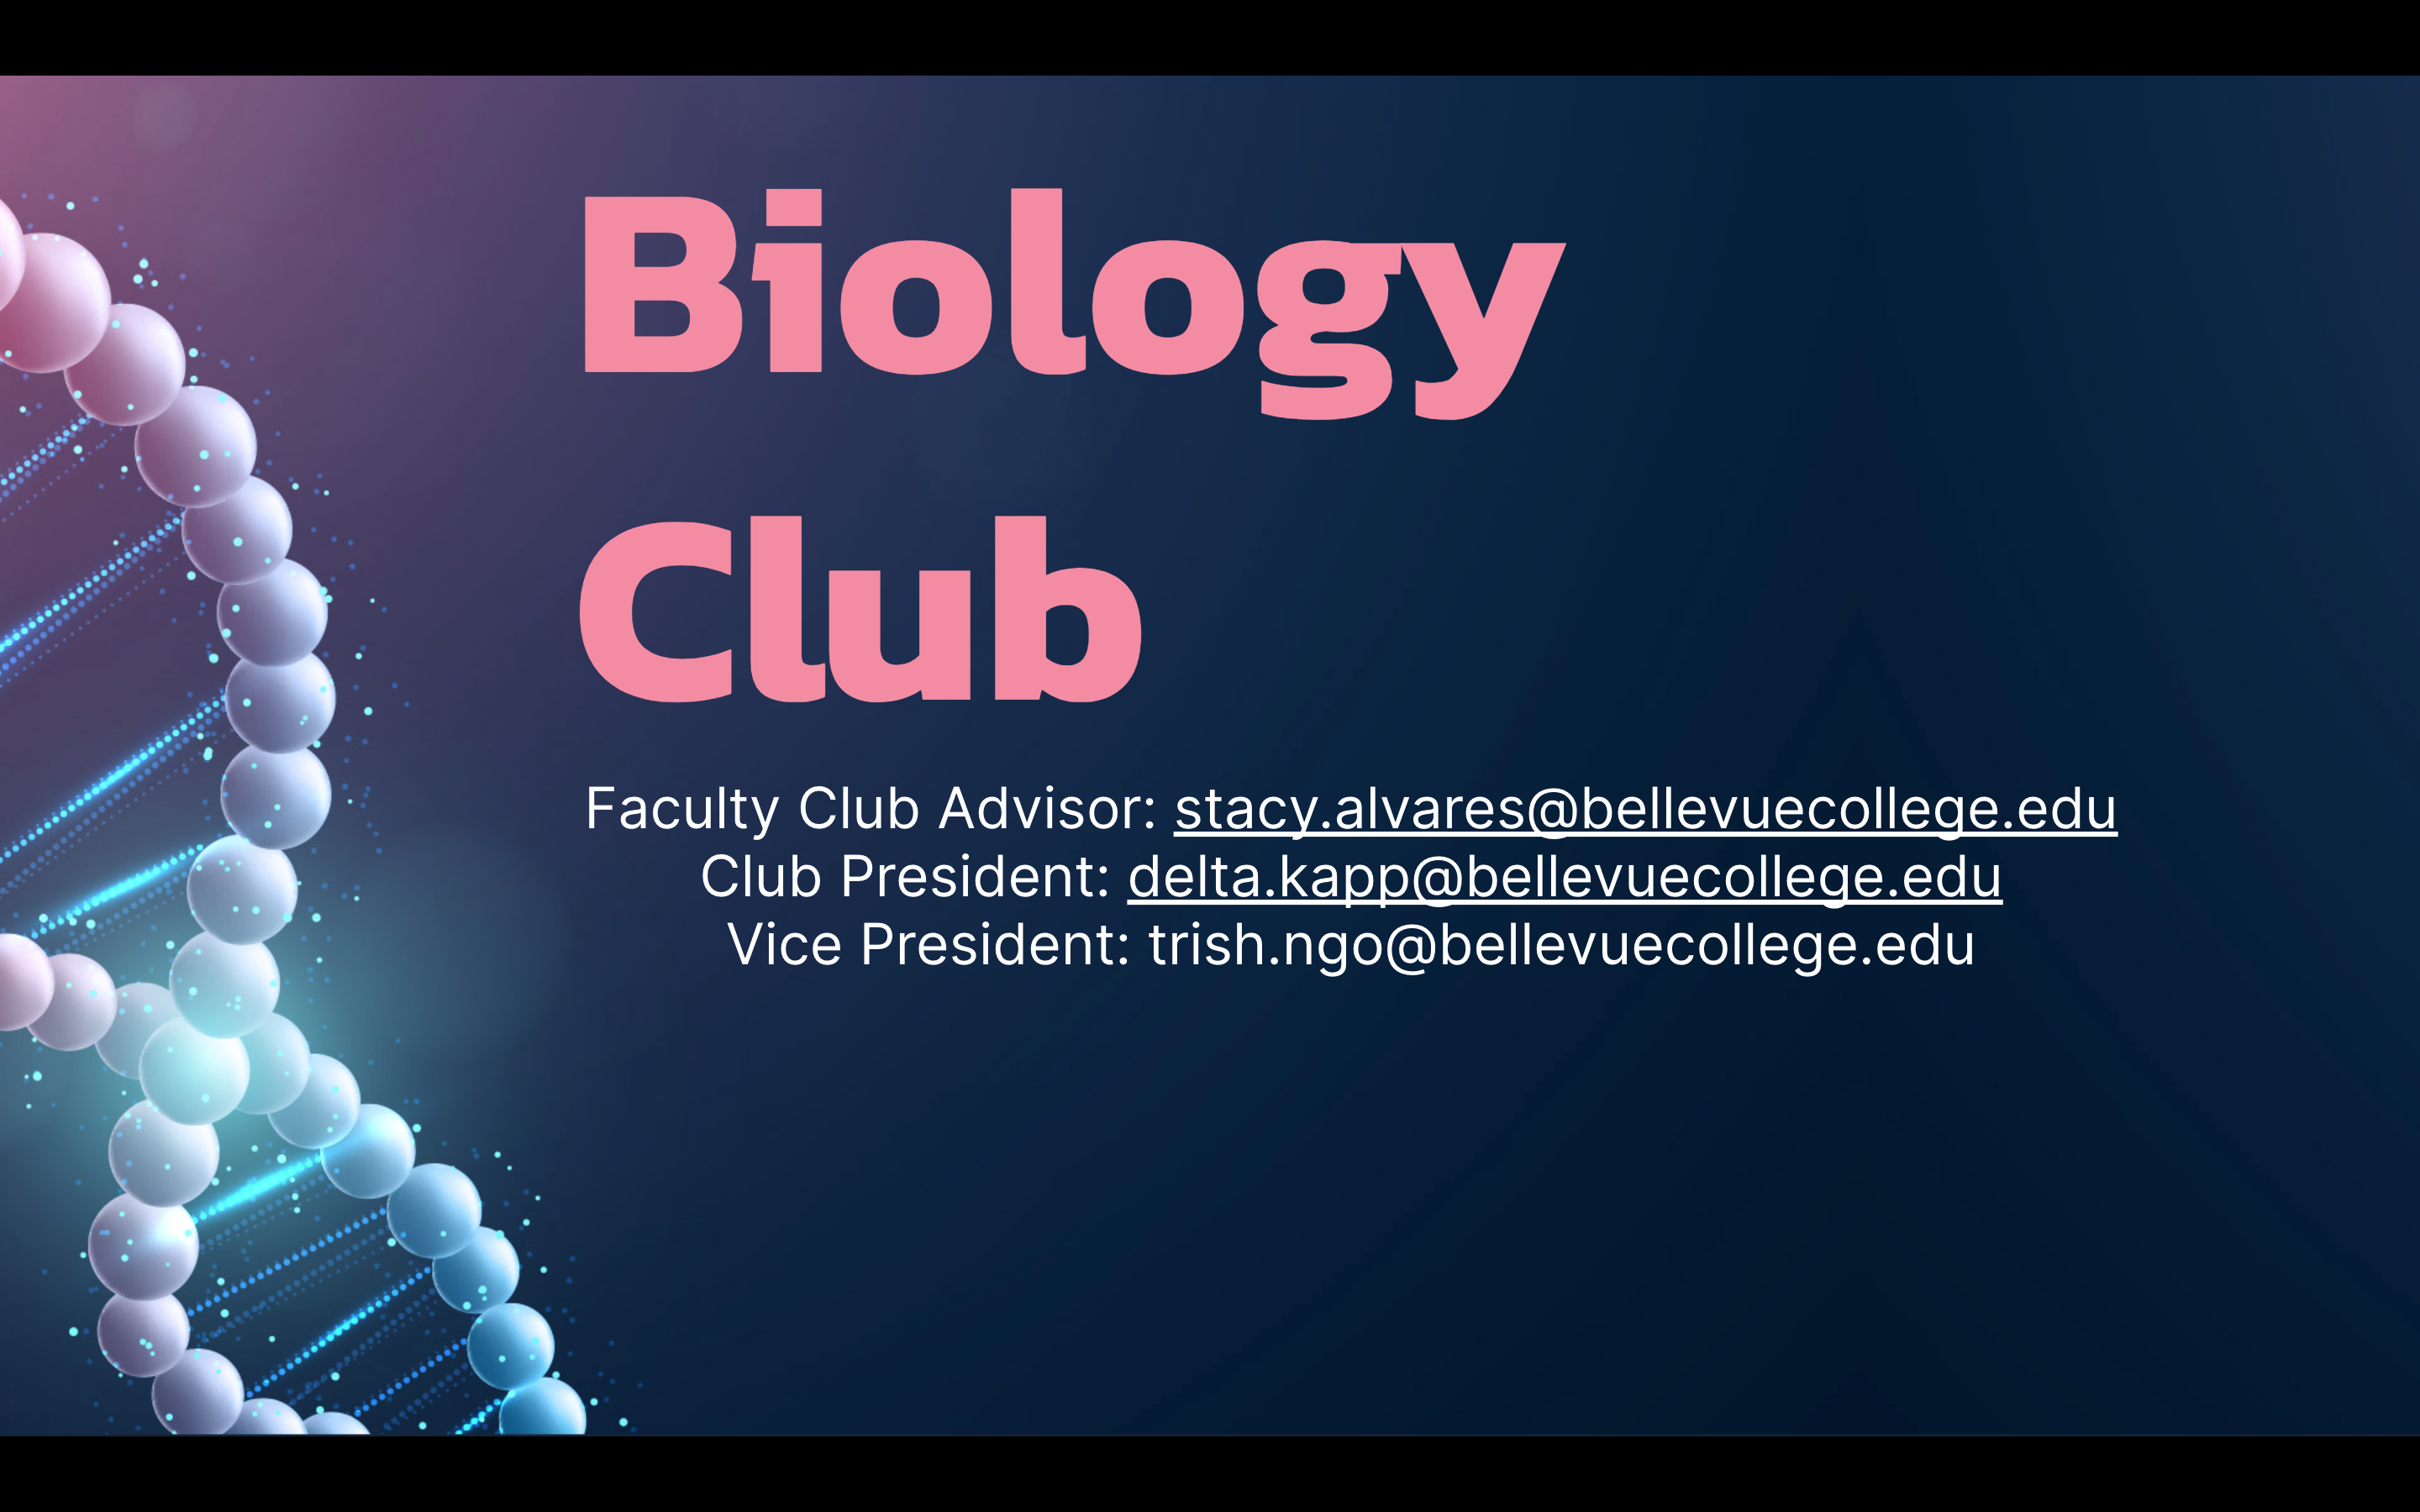 Biology
Club
Faculty Club Advisor: stacy.alvares@bellevuecollege.edu
Club President: delta.kapp@bellevuecollege.edu
Vice President: trish.ngo@bellevuecollege.edu